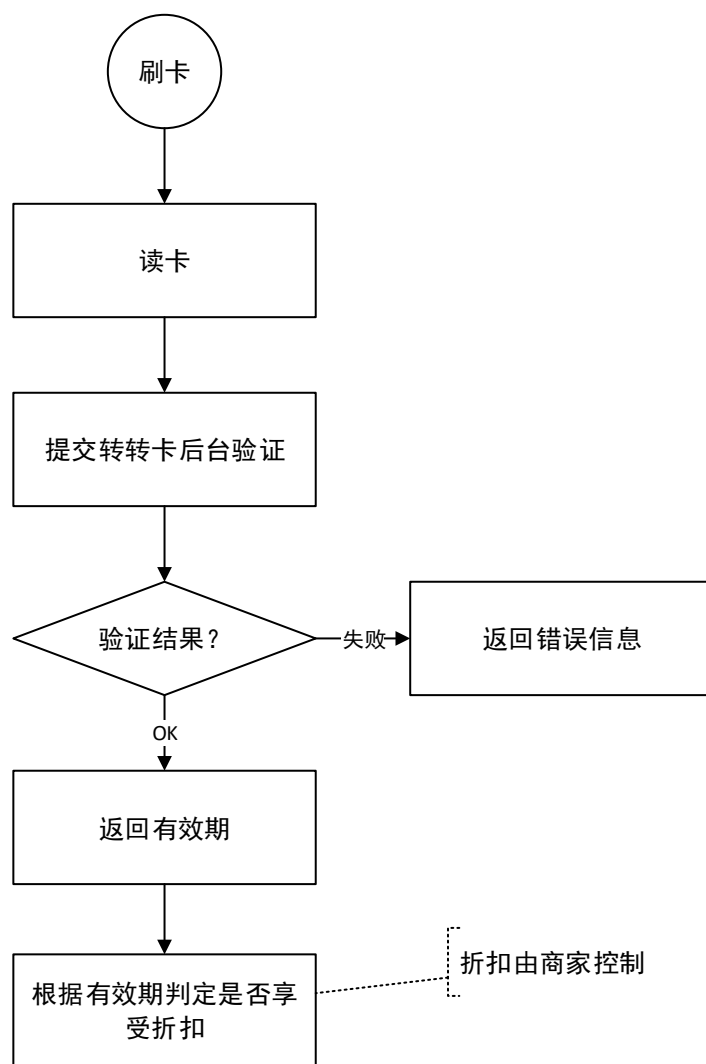 刷卡
读卡
提交转转卡后台验证
验证结果？
失败
返回错误信息
OK
返回有效期
根据有效期判定是否享
受折扣
折扣由商家控制